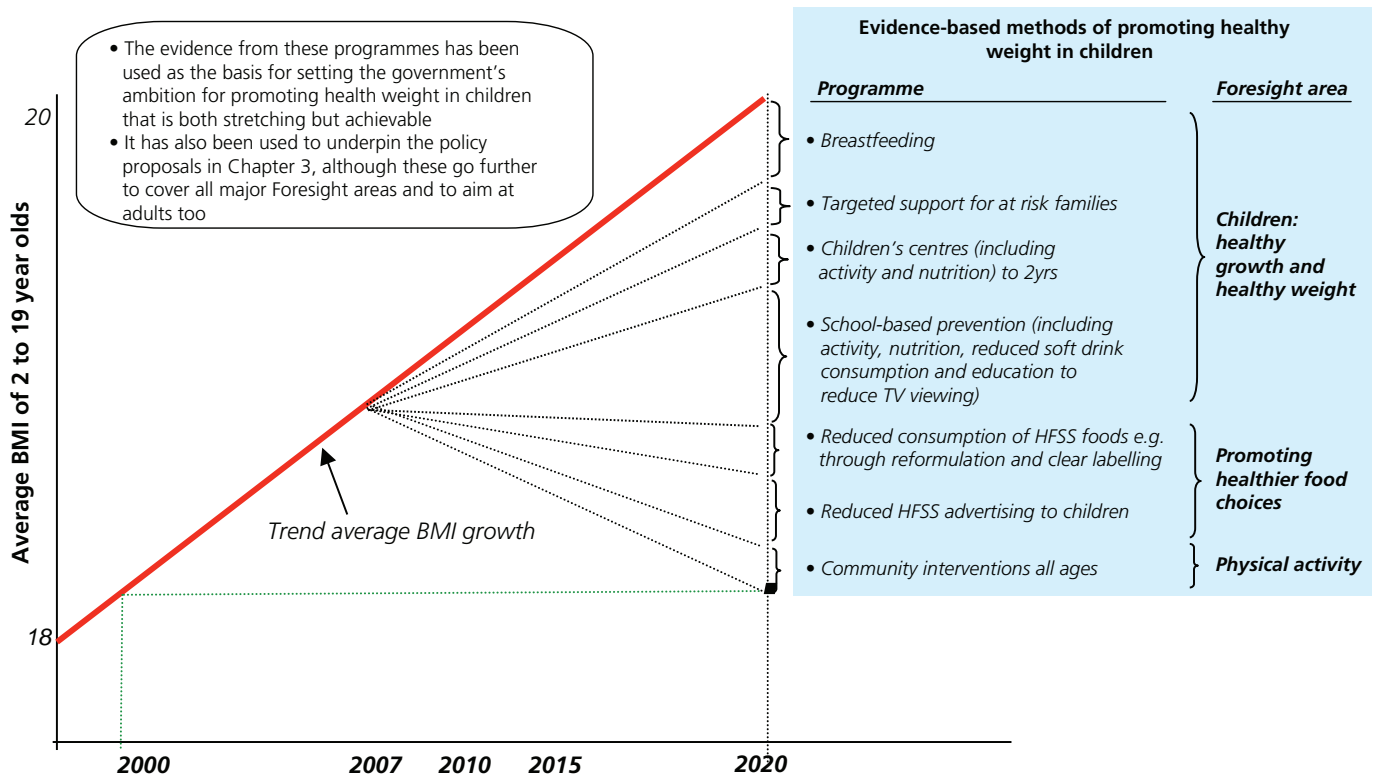 • The evidence from these programmes has been
used as the basis for setting the government's
ambition for promoting health weight in children
that is both stretching but achievable
• It has also been used to underpin the policy
proposals in Chapter 3, although these go further
to cover all major Foresight areas and to aim at
adults too
Average BMI of 2 to 19 year olds
20
18
Trend average BMI growth
2000
2007
2010
2015
2020
Evidence-based methods of promoting healthy
weight in children
Programme
Foresight area
• Breastfeeding
• Targeted support for at risk families
• Children's centres (including
activity and nutrition) to 2yrs
• School-based prevention (including
activity, nutrition, reduced soft drink
consumption and education to
reduce TV viewing)
Children:
healthy
growth and
healthy weight
• Reduced consumption of HFSS foods e.g.
through reformulation and clear labelling
• Reduced HFSS advertising to children
Promoting
healthier food
choices
• Community interventions all ages
Physical activity